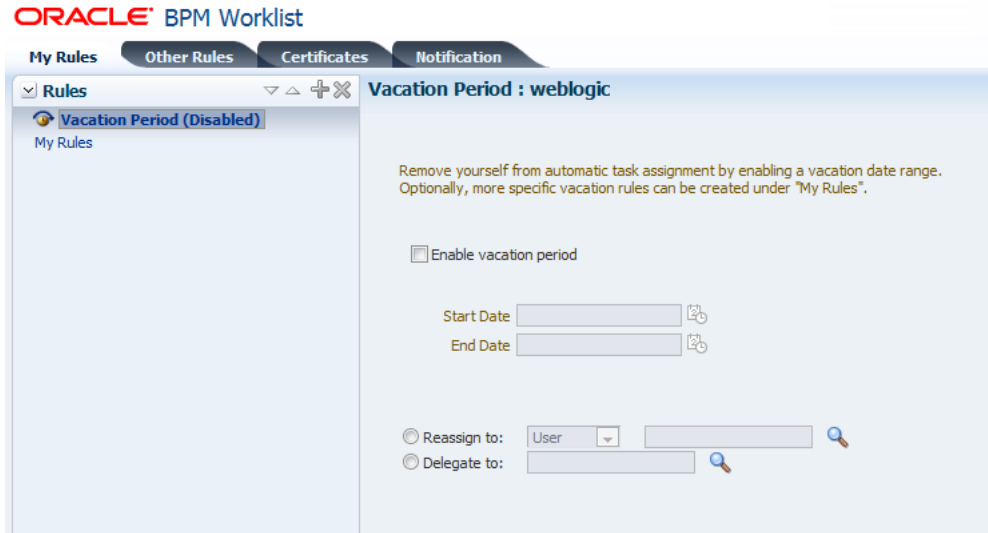 ORACLE BPM Worklist
My Rules Other Rules Certificates Notification
Rules
Vacation Period (Disabled)
My Rules
Vacation Period : weblogic
Remove yourself from automatic task assignment by enabling a vacation date range.
Optionally, more specific vacation rules can be created under "My Rules".
Enable vacation period
Start Date
End Date
Reassign to: User
Delegate to: